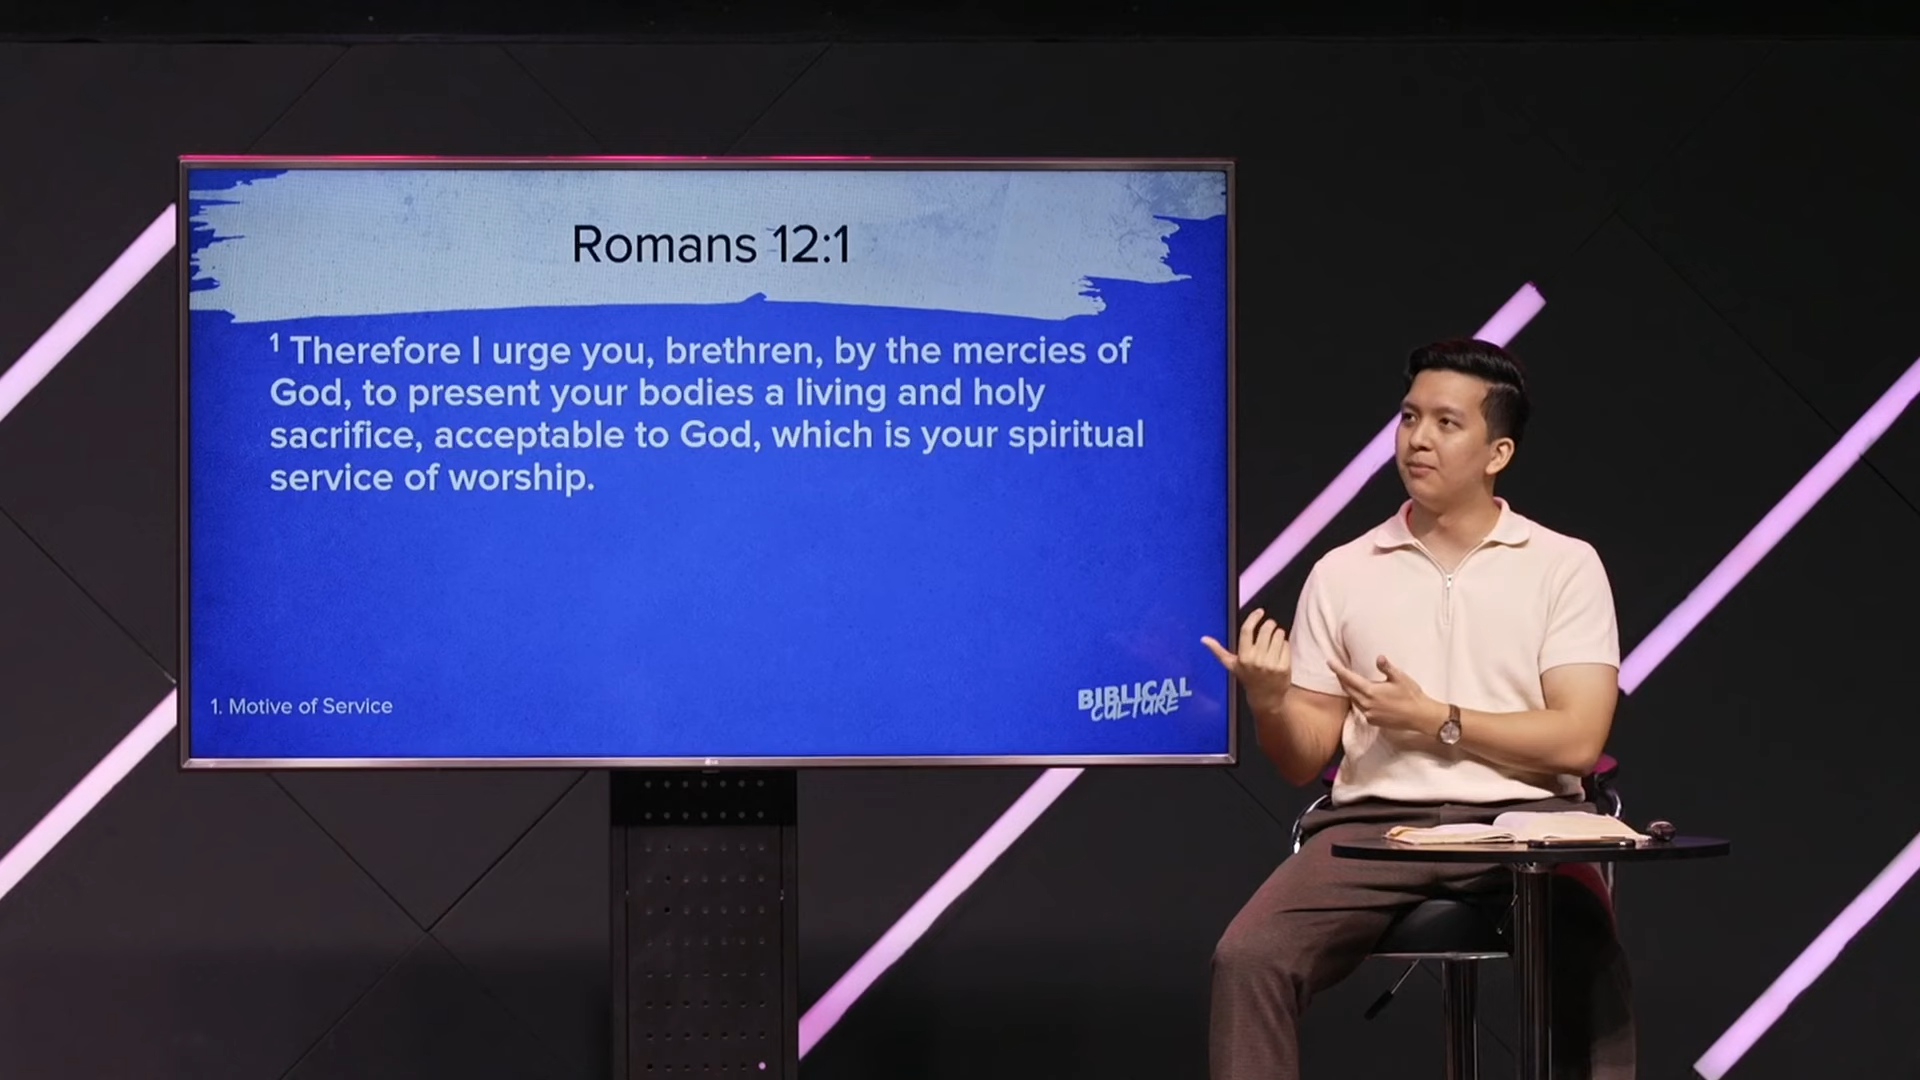 Romans 12:1
¹ Therefore I urge you, brethren, by the mercies of
God, to present your bodies a living and holy
sacrifice, acceptable to God, which is your spiritual
service of worship.
1. Motive of Service
BIBLICAL
CULTURE
LG